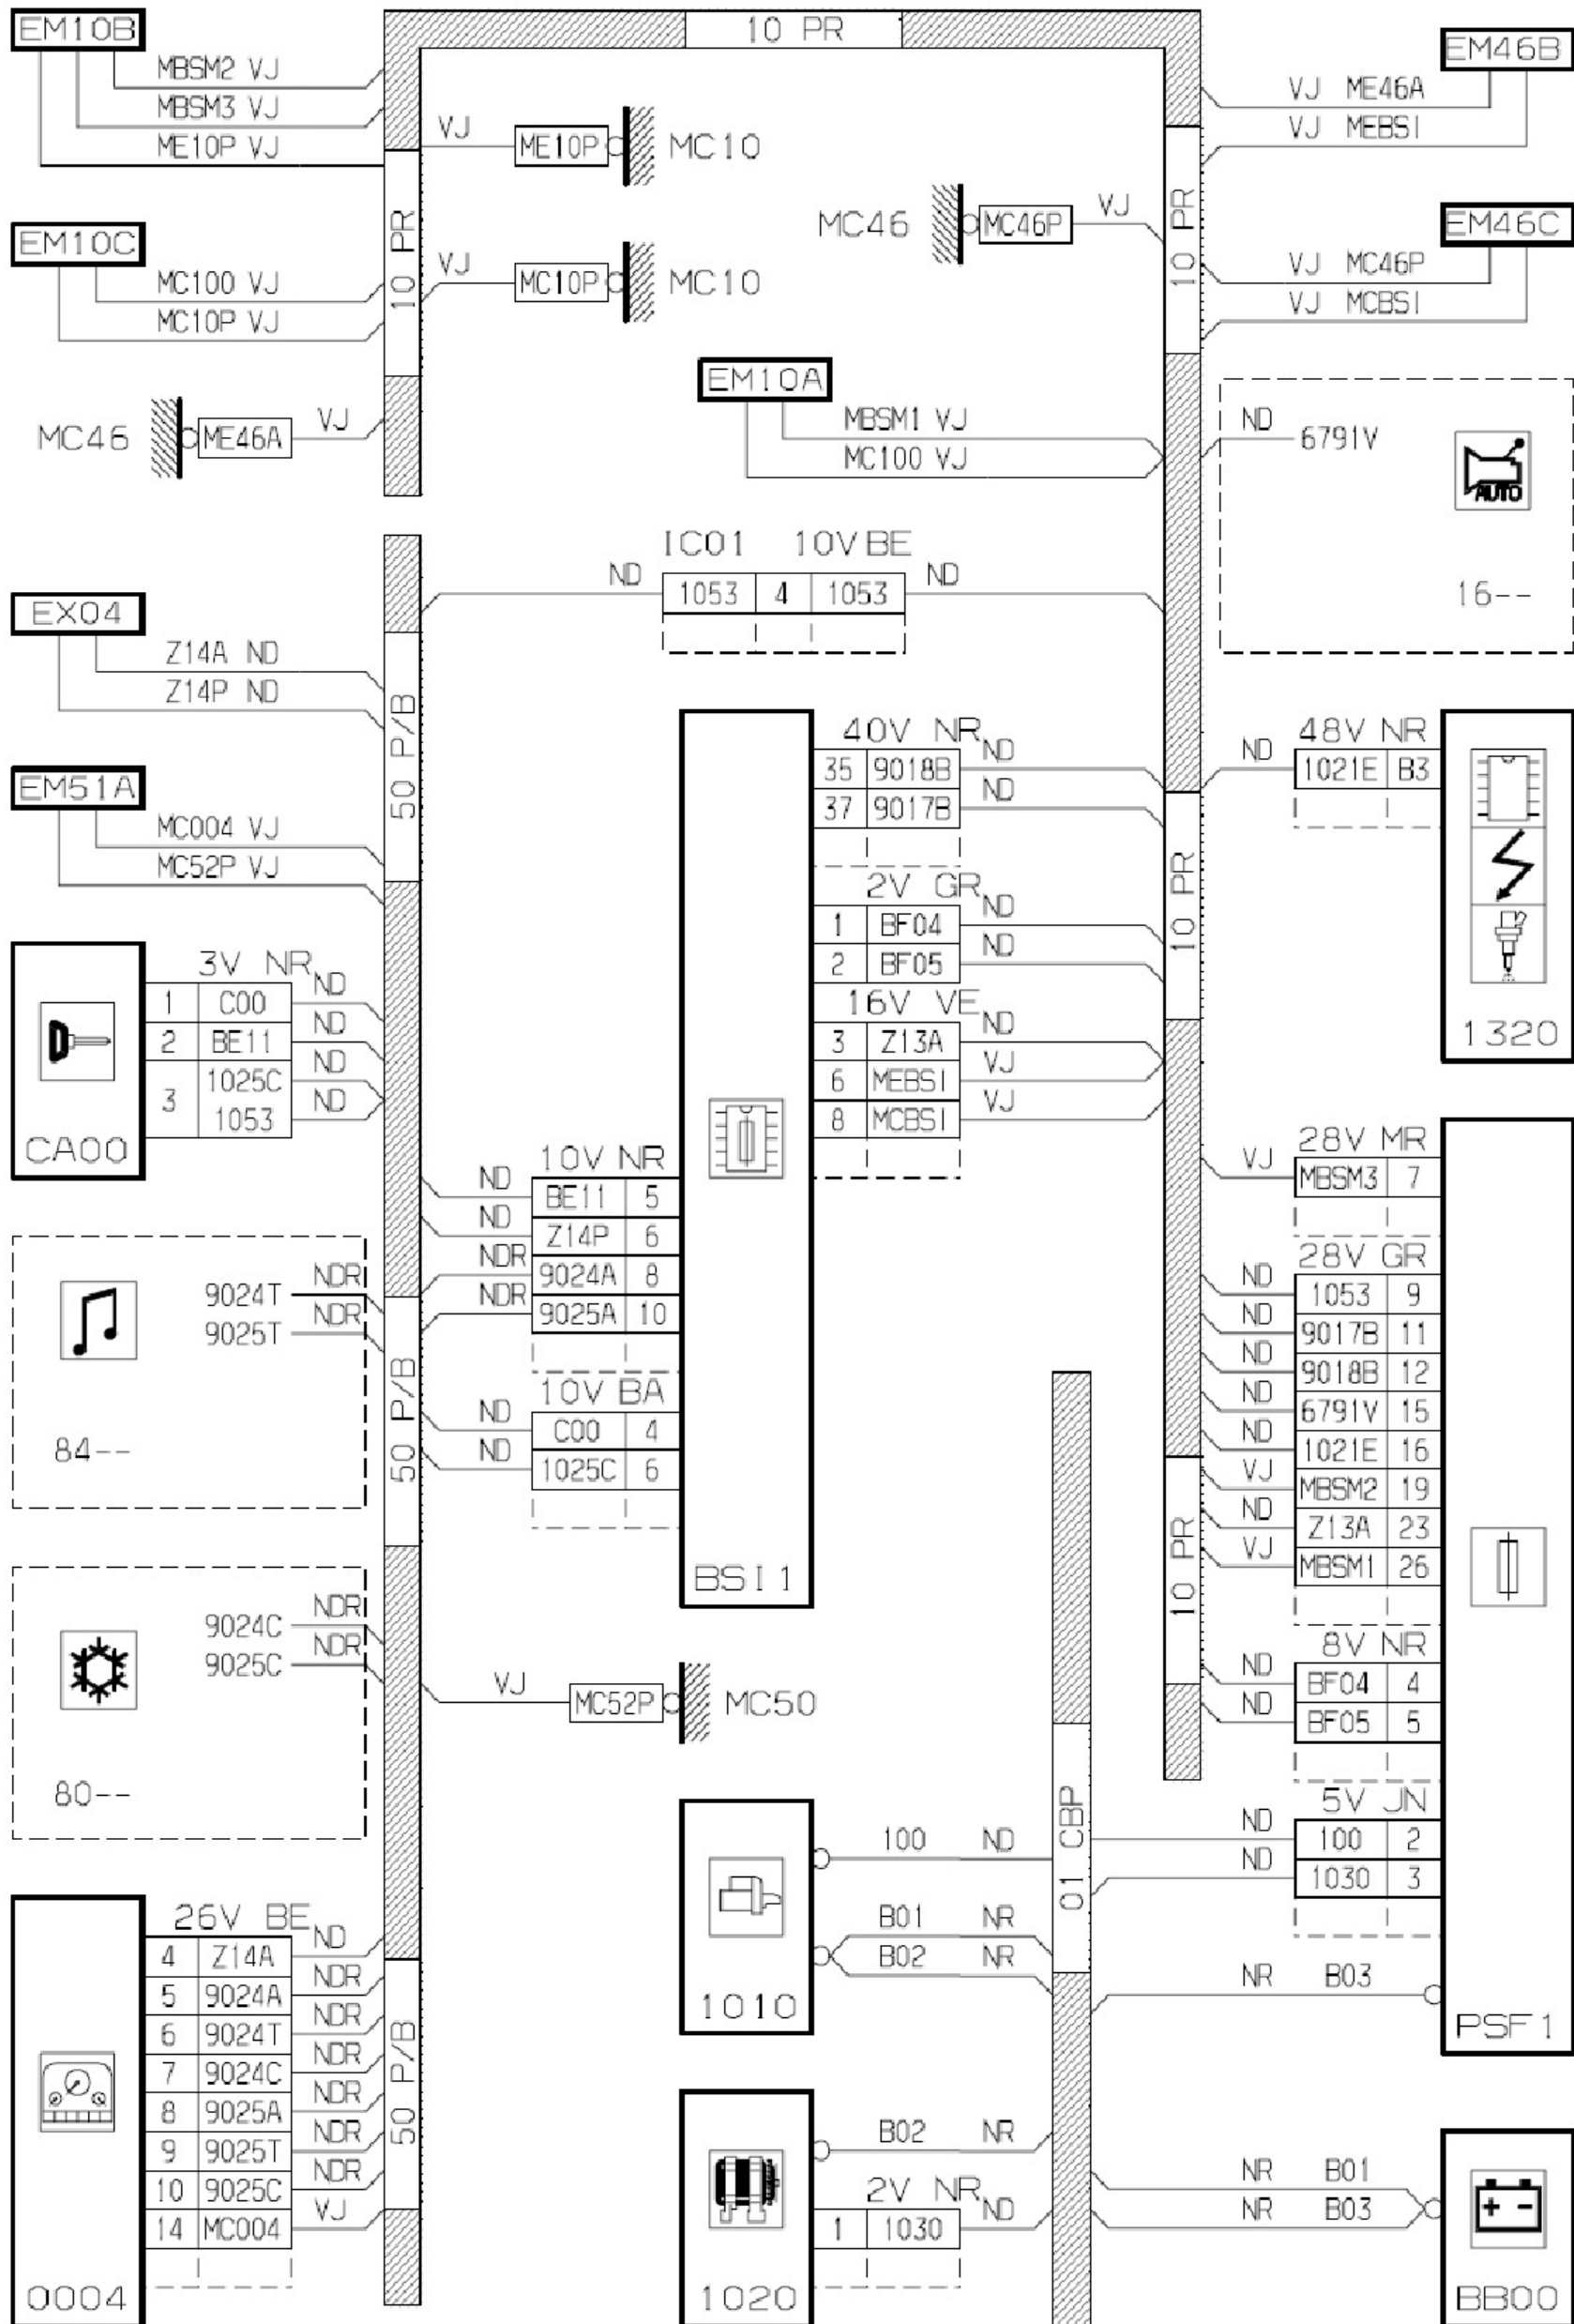 10 PR
EM10B
MBSM2 VJ
MBSM3 VJ
ME10P VJ
VJ
ME10P
MC10
EM46B
VJ ME46A
VJ MEBSI
EM10C
MC100 VJ
MC10P VJ
10 PR
VJ
MC10P
MC10
MC46
MC46P
VJ
10 PR
EM46C
VJ MC46P
VJ MCBSI
MC46
ME46A
VJ
EM10A
MBSM1 VJ
MC100 VJ
ND
6791V
AUTO
16--
IC01 10V BE
ND
1053 4 1053
ND
EX04
Z14A ND
Z14P ND
50 P/B
EM51A
MC004 VJ
MC52P VJ
40V NR
35 9018B ND
37 9017B ND
2V GR
1 BF04 ND
2 BF05 ND
16V VE
3 Z13A ND
6 MEBSI VJ
8 MCBSI VJ
10 PR
48V NR
ND 1021E B3
1320
3V NR
1 C00 ND
2 BE11 ND
3 1025C ND
1053 ND
CA00
10V NR
ND BE11 5
ND Z14P 6
NDR 9024A 8
NDR 9025A 10
10V BA
ND C00 4
ND 1025C 6
BSI1
28V MR
VJ MBSM3 7
28V GR
ND 1053 9
ND 9017B 11
ND 9018B 12
ND 6791V 15
ND 1021E 16
VJ MBSM2 19
ND Z13A 23
VJ MBSM1 26
10 PR
8V NR
ND BF04 4
ND BF05 5
5V JN
ND 100 2
ND 1030 3
NR B03
PSF1
9024T NDR
9025T NDR
84--
50 P/B
9024C NDR
9025C NDR
80--
VJ
MC52P
MC50
01 CBP
100 ND
B01 NR
B02 NR
1010
26V BE
4 Z14A ND
5 9024A NDR
6 9024T NDR
7 9024C NDR
8 9025A NDR
9 9025T NDR
10 9025C NDR
14 MC004 VJ
0004
50 P/B
B02 NR
2V NR
1 1030 ND
1020
NR B01
NR B03
+ -
BB00